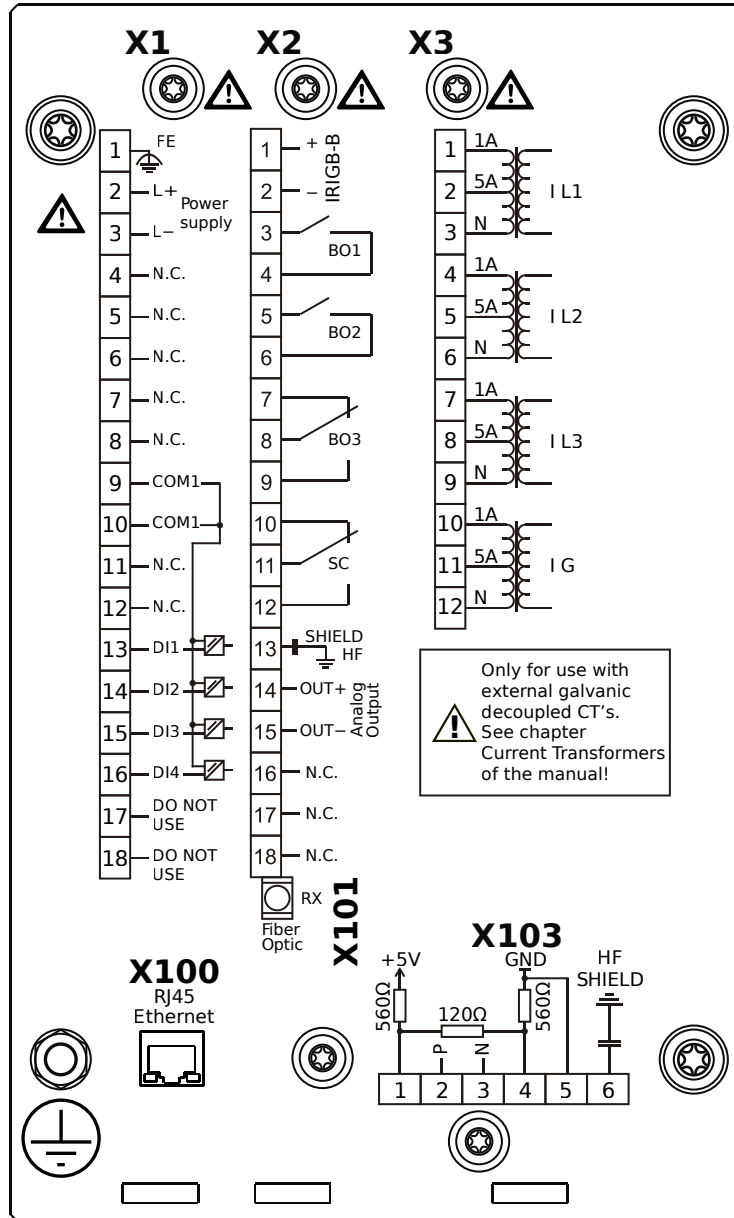 X1
X2
X3
1 FE
2 L+
3 L−
Power
supply
4 N.C.
5 N.C.
6 N.C.
7 N.C.
8 N.C.
9 COM1
10 COM1
11 N.C.
12 N.C.
13 DI1
14 DI2
15 DI3
16 DI4
17 DO NOT
USE
18 DO NOT
USE
1 +
2 −
IRIGB-B
3
4
BO1
5
6
BO2
7
8
9
BO3
10
11
12
SC
13 SHIELD
HF
14 OUT+
15 OUT−
Analog
Output
16 N.C.
17 N.C.
18 N.C.
RX
Fiber
Optic
X101
1 1A
2 5A
3 N
I L1
4 1A
5 5A
6 N
I L2
7 1A
8 5A
9 N
I L3
10 1A
11 5A
12 N
I G
Only for use with
external galvanic
decoupled CT's.
See chapter
Current Transformers
of the manual!
X100
RJ45
Ethernet
X103
+5V
GND
HF
SHIELD
560Ω
120Ω
560Ω
P
N
1 2 3 4 5 6